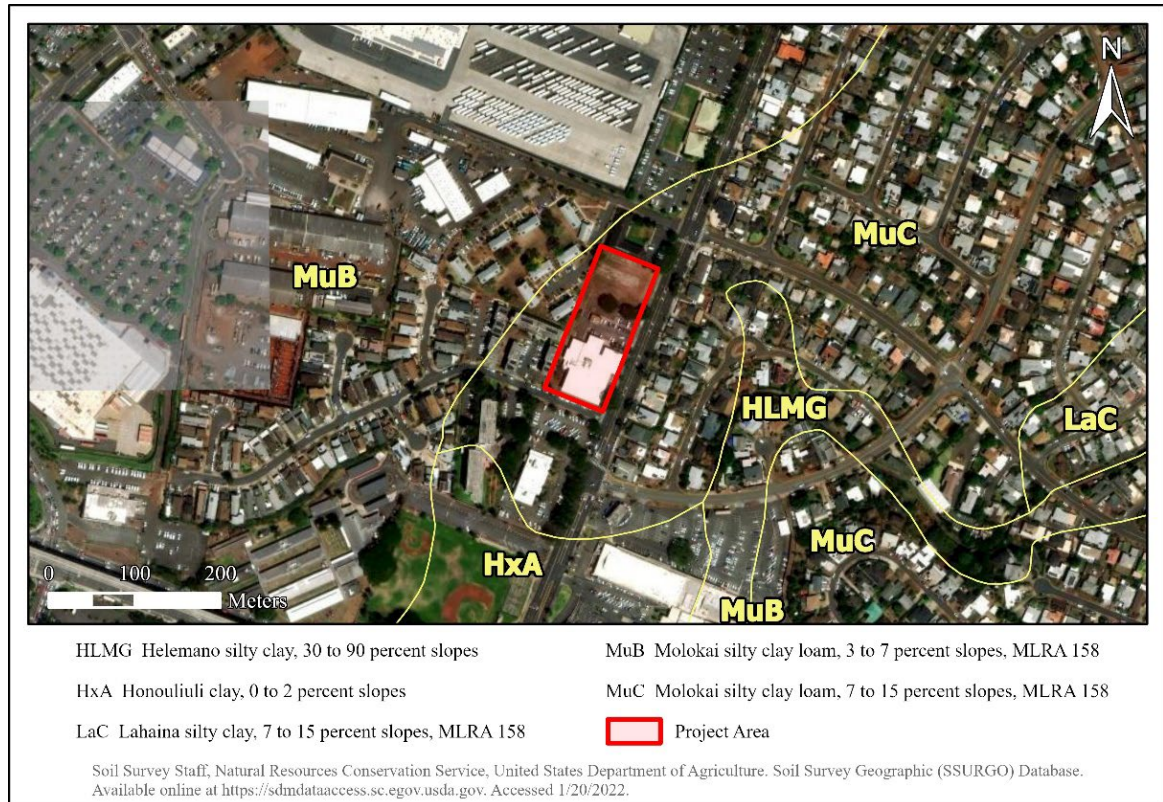 N
MuC
MuB
HLMG
LaC
MuC
HxA
MuB
0 100 200
Meters
HLMG Helemano silty clay, 30 to 90 percent slopes
HxA Honouliuli clay, 0 to 2 percent slopes
LaC Lahaina silty clay, 7 to 15 percent slopes, MLRA 158
MuB Molokai silty clay loam, 3 to 7 percent slopes, MLRA 158
MuC Molokai silty clay loam, 7 to 15 percent slopes, MLRA 158
Project Area
Soil Survey Staff, Natural Resources Conservation Service, United States Department of Agriculture. Soil Survey Geographic (SSURGO) Database.
Available online at https://sdmdataaccess.sc.egov.usda.gov. Accessed 1/20/2022.